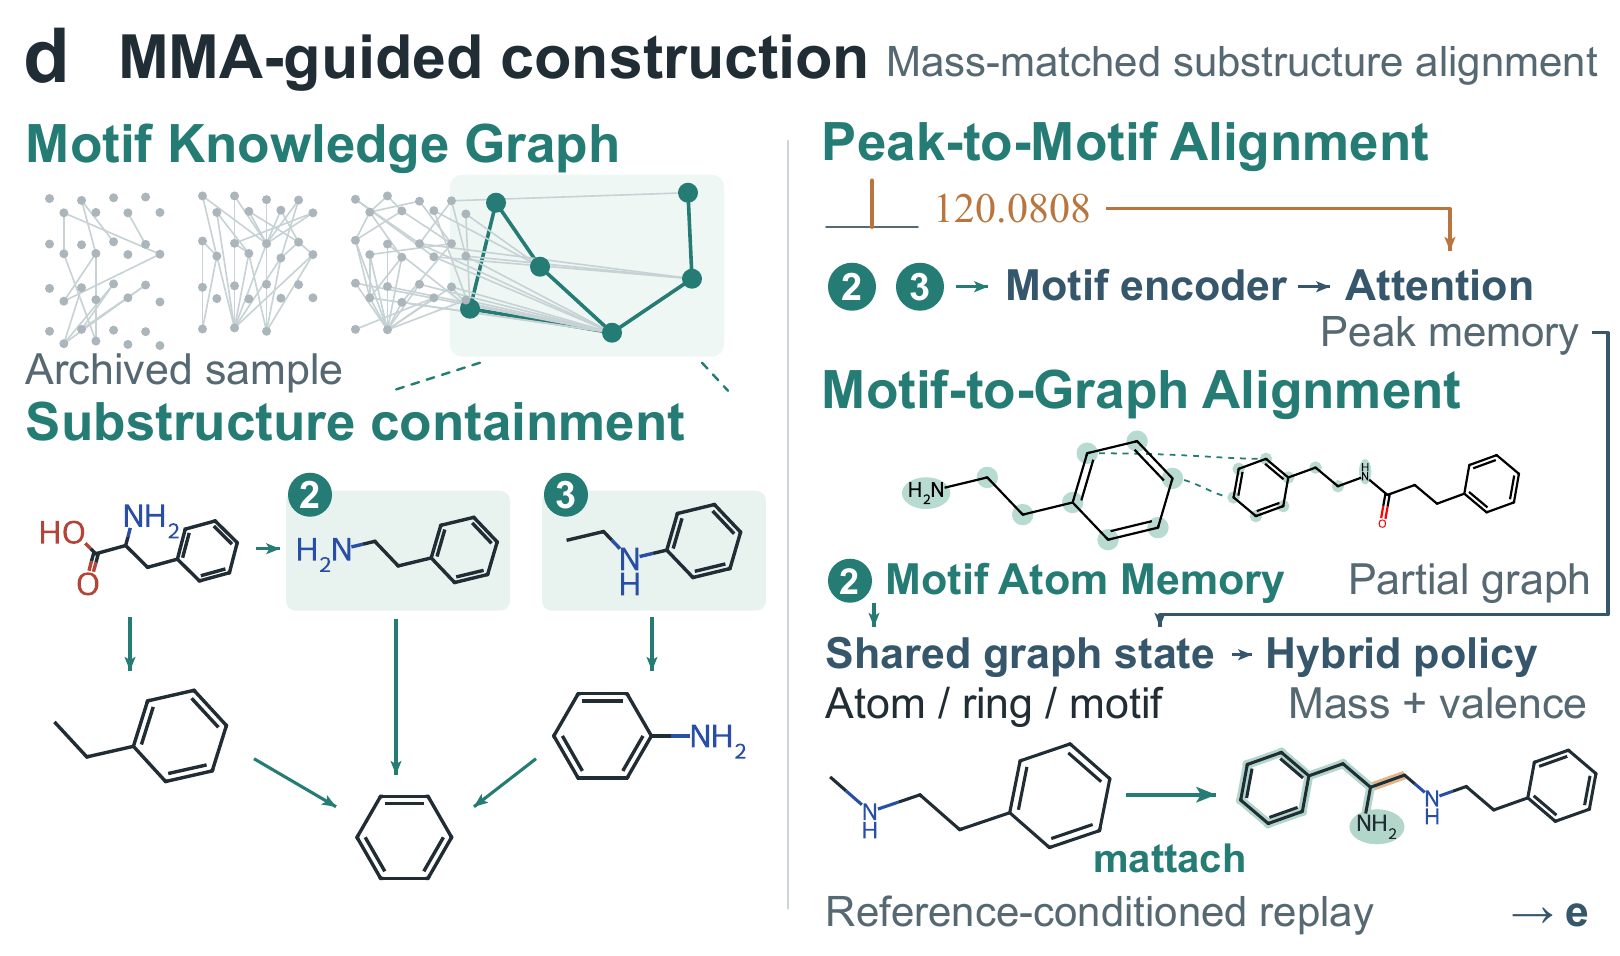 d MMA-guided construction Mass-matched substructure alignment
Motif Knowledge Graph
Archived sample
Substructure containment
HO
O
NH2
2
H2N
3
N
H
NH2
Peak-to-Motif Alignment
120.0808
2 3 → Motif encoder → Attention
Peak memory
Motif-to-Graph Alignment
H2N
H
N
O
2 Motif Atom Memory Partial graph
Shared graph state → Hybrid policy
Atom / ring / motif Mass + valence
N
H
mattach
NH2
N
H
Reference-conditioned replay → e